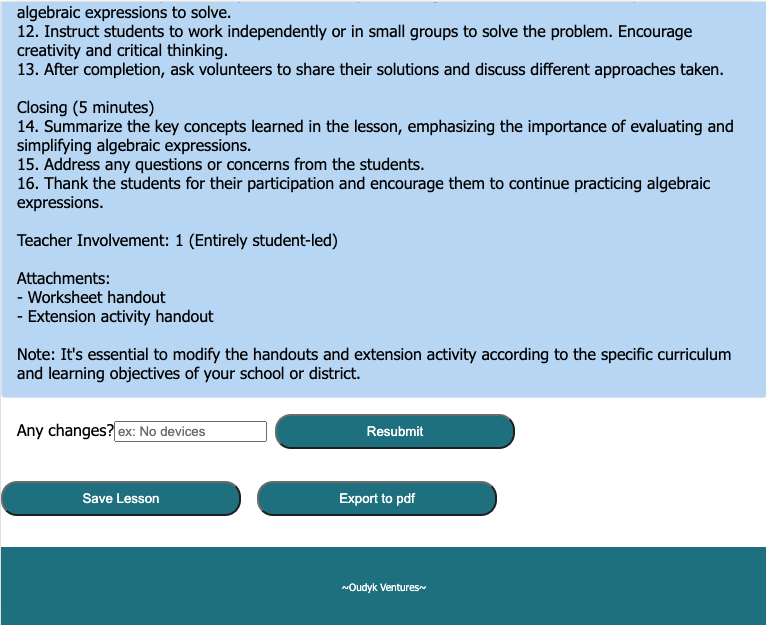 algebraic expressions to solve.
12. Instruct students to work independently or in small groups to solve the problem. Encourage
creativity and critical thinking.
13. After completion, ask volunteers to share their solutions and discuss different approaches taken.
Closing (5 minutes)
14. Summarize the key concepts learned in the lesson, emphasizing the importance of evaluating and
simplifying algebraic expressions.
15. Address any questions or concerns from the students.
16. Thank the students for their participation and encourage them to continue practicing algebraic
expressions.
Teacher Involvement: 1 (Entirely student-led)
Attachments:
- Worksheet handout
- Extension activity handout
Note: It's essential to modify the handouts and extension activity according to the specific curriculum
and learning objectives of your school or district.
Any changes? ex: No devices Resubmit
Save Lesson Export to pdf
~Oudyk Ventures~